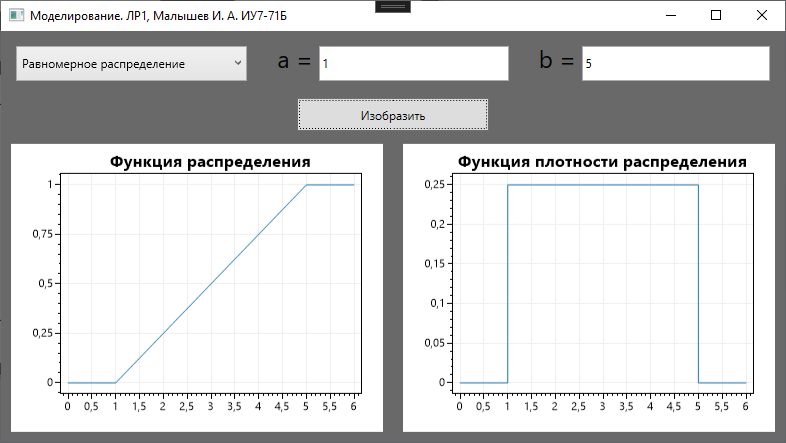 Моделирование. ЛР1, Малышев И. А. ИУ7-71Б
Равномерное распределение
a =
1
b =
5
Изобразить
Функция распределения
1
0,75
0,5
0,25
0
0 0,5 1 1,5 2 2,5 3 3,5 4 4,5 5 5,5 6
Функция плотности распределения
0,25
0,2
0,15
0,1
0,05
0
0 0,5 1 1,5 2 2,5 3 3,5 4 4,5 5 5,5 6